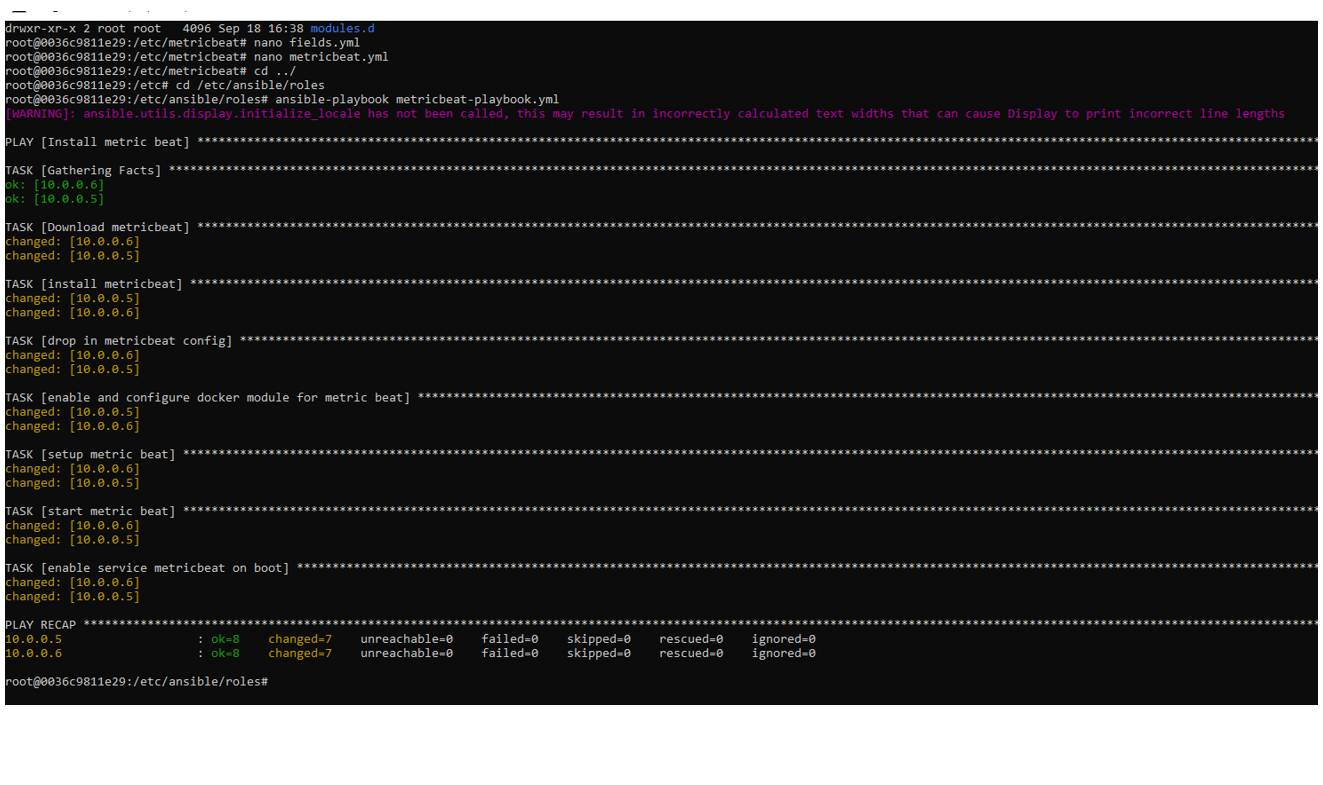 drwxr-xr-x 2 root root   4096 Sep 18 16:38 modules.d
root@0036c9811e29:/etc/metricbeat# nano fields.yml
root@0036c9811e29:/etc/metricbeat# nano metricbeat.yml
root@0036c9811e29:/etc/metricbeat# cd ../
root@0036c9811e29:/etc# cd /etc/ansible/roles
root@0036c9811e29:/etc/ansible/roles# ansible-playbook metricbeat-playbook.yml
[WARNING]: ansible.utils.display.initialize_locale has not been called, this may result in incorrectly calculated text widths that can cause Display to print incorrect line lengths
PLAY [Install metric beat] ****************************************************************************************************************************************************************
TASK [Gathering Facts] ********************************************************************************************************************************************************************
ok: [10.0.0.6]
ok: [10.0.0.5]
TASK [Download metricbeat] ****************************************************************************************************************************************************************
changed: [10.0.0.6]
changed: [10.0.0.5]
TASK [install metricbeat] *****************************************************************************************************************************************************************
changed: [10.0.0.5]
changed: [10.0.0.6]
TASK [drop in metricbeat config] **********************************************************************************************************************************************************
changed: [10.0.0.6]
changed: [10.0.0.5]
TASK [enable and configure docker module for metric beat] *********************************************************************************************************************************
changed: [10.0.0.5]
changed: [10.0.0.6]
TASK [setup metric beat] ******************************************************************************************************************************************************************
changed: [10.0.0.6]
changed: [10.0.0.5]
TASK [start metric beat] ******************************************************************************************************************************************************************
changed: [10.0.0.6]
changed: [10.0.0.5]
TASK [enable service metricbeat on boot] **************************************************************************************************************************************************
changed: [10.0.0.6]
changed: [10.0.0.5]
PLAY RECAP ********************************************************************************************************************************************************************************
10.0.0.5                   : ok=8    changed=7    unreachable=0    failed=0    skipped=0    rescued=0    ignored=0
10.0.0.6                   : ok=8    changed=7    unreachable=0    failed=0    skipped=0    rescued=0    ignored=0
root@0036c9811e29:/etc/ansible/roles#